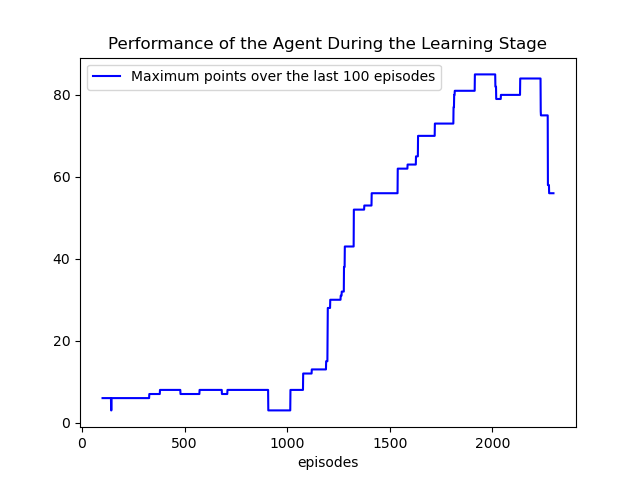 Performance of the Agent During the Learning Stage
Maximum points over the last 100 episodes
80
60
40
20
0
0 500 1000 1500 2000
episodes